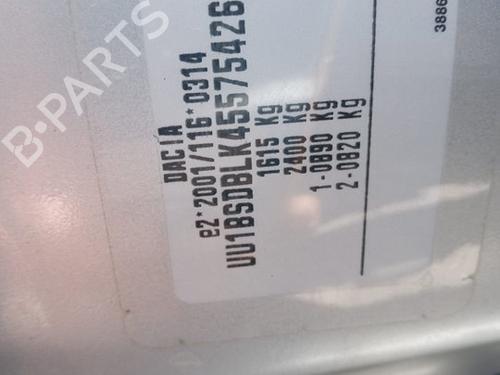 DACIA
e2*2001/116*0314
UU1BSDBLK45575426
1615 Kg
2400 Kg
1-0890 Kg
2-0820 Kg
3886
B-PARTS